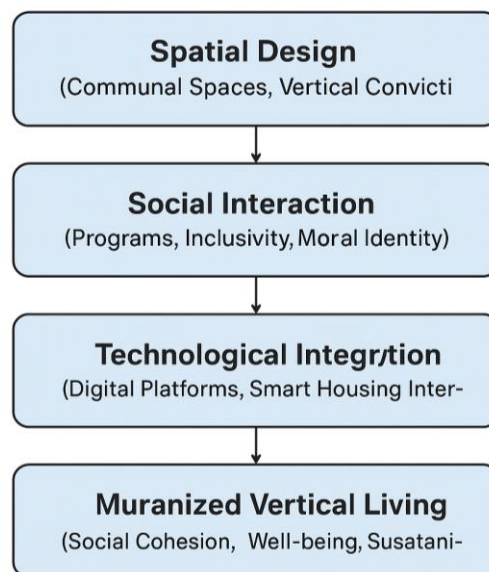 Spatial Design
(Communal Spaces, Vertical Convicti
Social Interaction
(Programs, Inclusivity, Moral Identity)
Technological Integrtion
(Digital Platforms, Smart Housing Inter-
Muranized Vertical Living
(Social Cohesion, Well-being, Susatani-